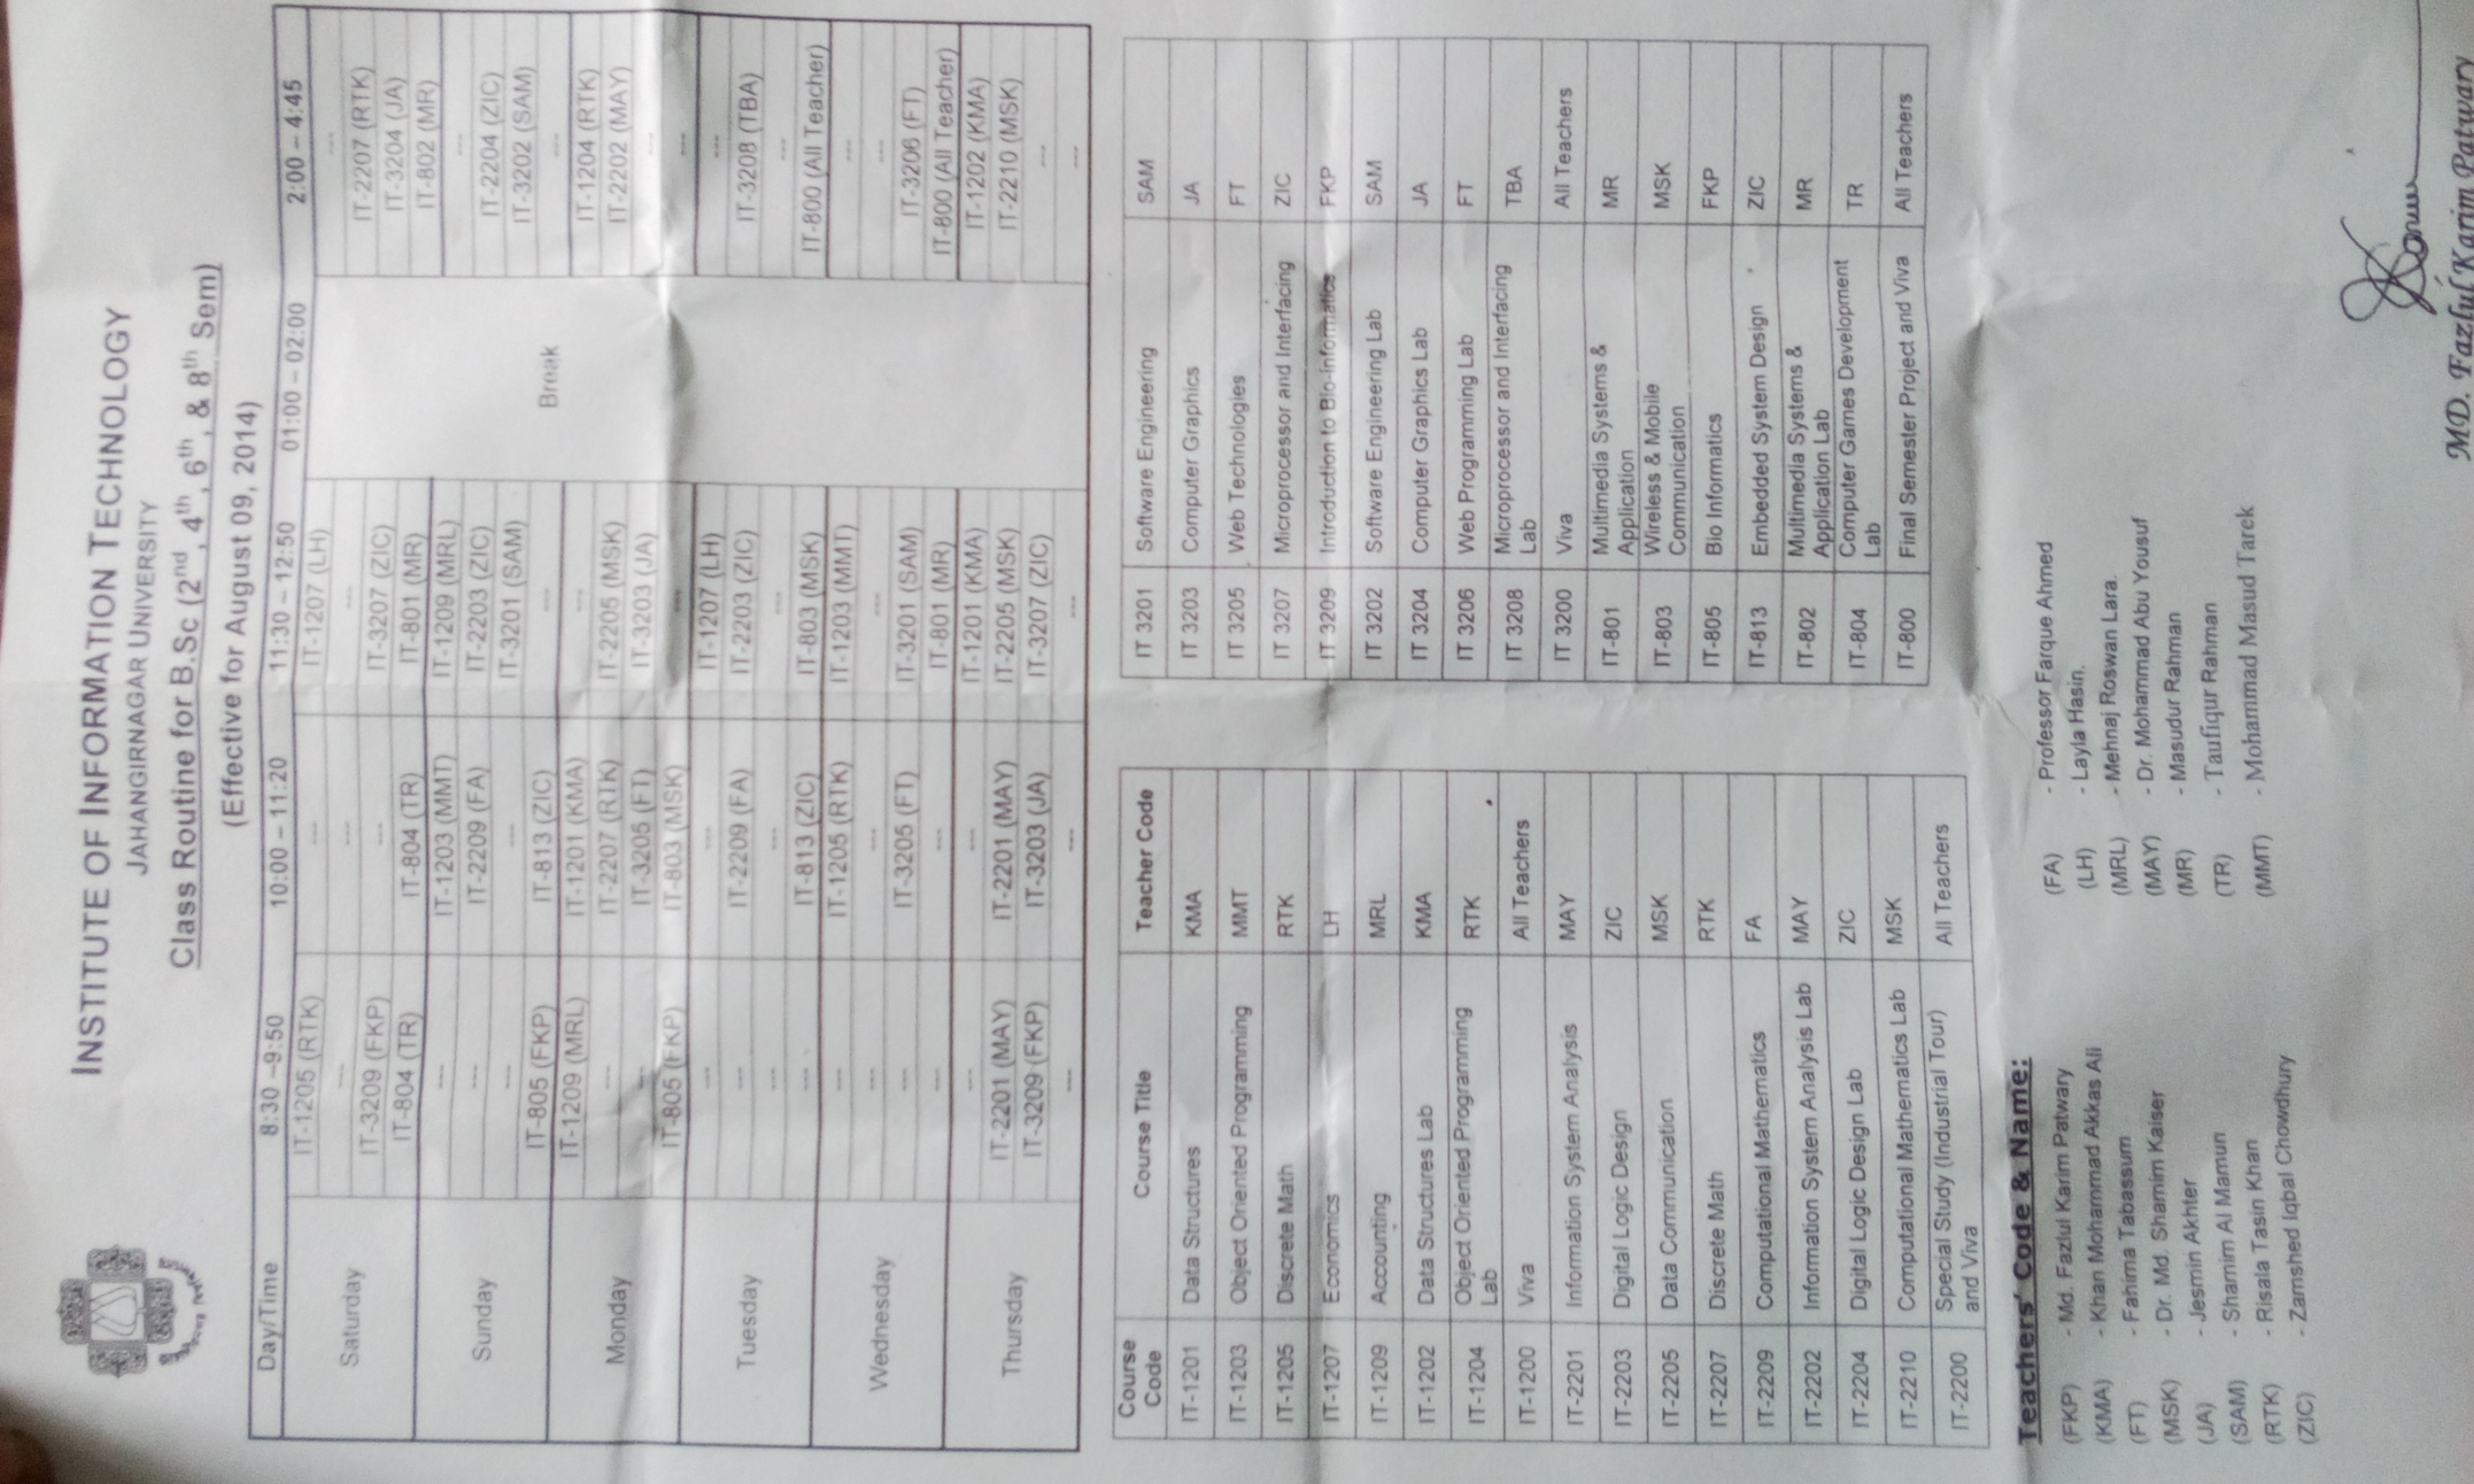 INSTITUTE OF INFORMATION TECHNOLOGY
JAHANGIRNAGAR UNIVERSITY
Class Routine for B.Sc (2nd, 4th, 6th, & 8th Sem)
(Effective for August 09, 2014)
Day/Time 8:30 –9:50 10:00 – 11:20 11:30 – 12:50 01:00 – 02:00 2:00 – 4:45
Saturday
IT-1205 (RTK) --- IT-1207 (LH) ---
--- --- --- IT-2207 (RTK)
IT-3209 (FKP) --- IT-3207 (ZIC) IT-3204 (JA)
IT-804 (TR) IT-804 (TR) IT-801 (MR) IT-802 (MR)
Sunday
--- IT-1203 (MMT) IT-1209 (MRL) ---
--- IT-2209 (FA) IT-2203 (ZIC) IT-2204 (ZIC)
--- --- IT-3201 (SAM) IT-3202 (SAM)
IT-805 (FKP) IT-813 (ZIC) --- ---
Break
Monday
IT-1209 (MRL) IT-1201 (KMA) --- IT-1204 (RTK)
--- IT-2207 (RTK) IT-2205 (MSK) IT-2202 (MAY)
--- IT-3205 (FT) IT-3203 (JA) ---
IT-805 (FKP) IT-803 (MSK) --- ---
Tuesday
--- --- IT-1207 (LH) ---
--- IT-2209 (FA) IT-2203 (ZIC) IT-3208 (TBA)
--- --- --- ---
--- IT-813 (ZIC) IT-803 (MSK) IT-800 (All Teacher)
Wednesday
--- IT-1205 (RTK) IT-1203 (MMT) ---
--- --- --- ---
--- IT-3205 (FT) IT-3201 (SAM) IT-3206 (FT)
--- --- IT-801 (MR) IT-800 (All Teacher)
Thursday
--- --- IT-1201 (KMA) IT-1202 (KMA)
IT-2201 (MAY) IT-2201 (MAY) IT-2205 (MSK) IT-2210 (MSK)
IT-3209 (FKP) IT-3203 (JA) IT-3207 (ZIC) ---
--- --- --- ---
Course Code Course Title Teacher Code
IT-1201 Data Structures KMA
IT-1203 Object Oriented Programming MMT
IT-1205 Discrete Math RTK
IT-1207 Economics LH
IT-1209 Accounting MRL
IT-1202 Data Structures Lab KMA
IT-1204 Object Oriented Programming Lab RTK
IT-1200 Viva All Teachers
IT-2201 Information System Analysis MAY
IT-2203 Digital Logic Design ZIC
IT-2205 Data Communication MSK
IT-2207 Discrete Math RTK
IT-2209 Computational Mathematics FA
IT-2202 Information System Analysis Lab MAY
IT-2204 Digital Logic Design Lab ZIC
IT-2210 Computational Mathematics Lab MSK
IT-2200 Special Study (Industrial Tour) and Viva All Teachers
IT 3201 Software Engineering SAM
IT 3203 Computer Graphics JA
IT 3205 Web Technologies FT
IT 3207 Microprocessor and Interfacing ZIC
IT 3209 Introduction to Bio-informatics FKP
IT 3202 Software Engineering Lab SAM
IT 3204 Computer Graphics Lab JA
IT 3206 Web Programming Lab FT
IT 3208 Microprocessor and Interfacing Lab TBA
IT 3200 Viva All Teachers
IT-801 Multimedia Systems & Application MR
IT-803 Wireless & Mobile Communication MSK
IT-805 Bio Informatics FKP
IT-813 Embedded System Design ZIC
IT-802 Multimedia Systems & Application Lab MR
IT-804 Computer Games Development Lab TR
IT-800 Final Semester Project and Viva All Teachers
Teachers' Code & Name:
(FKP) - Md. Fazlul Karim Patwary
(KMA) - Khan Mohammad Akkas Ali
(FT) - Fahima Tabassum
(MSK) - Dr. Md. Shamim Kaiser
(JA) - Jesmin Akhter
(SAM) - Shamim Al Mamun
(RTK) - Risala Tasin Khan
(ZIC) - Zamshed Iqbal Chowdhury
(FA) - Professor Farque Ahmed
(LH) - Layla Hasin.
(MRL) - Mehnaj Roswan Lara.
(MAY) - Dr. Mohammad Abu Yousuf
(MR) - Masudur Rahman
(TR) - Taufiqur Rahman
(MMT) - Mohammad Masud Tarek
MD. Fazlul Karim Patwary